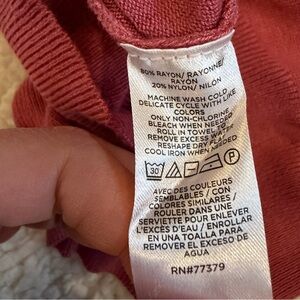 80% RAYON/ RAYONNE/
RAYÓN
20% NYLON/ NILÓN
MACHINE WASH COLD
DELICATE CYCLE WITH LIKE
COLORS
ONLY NON-CHLORINE
BLEACH WHEN NEEDED
ROLL IN TOWEL TO
REMOVE EXCESS WATER
RESHAPE DRY FLAT
COOL IRON WHEN NEEDED
30
P
AVEC DES COULEURS
SEMBLABLES / CON
COLORES SIMILARES /
ROULER DANS UNE
SERVIETTE POUR ENLEVER
L'EXCÈS D'EAU / ENROLLAR
EN UNA TOALLA PARA
REMOVER EL EXCESO DE
AGUA
RN#77379